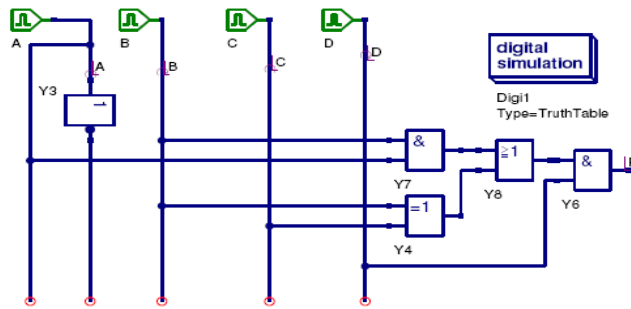 A
B
C
D
A
B
C
D
digital
simulation
Y3
1
Digi1
Type=TruthTable
&
≥1
&
Y7
=1
Y8
Y6
Y4